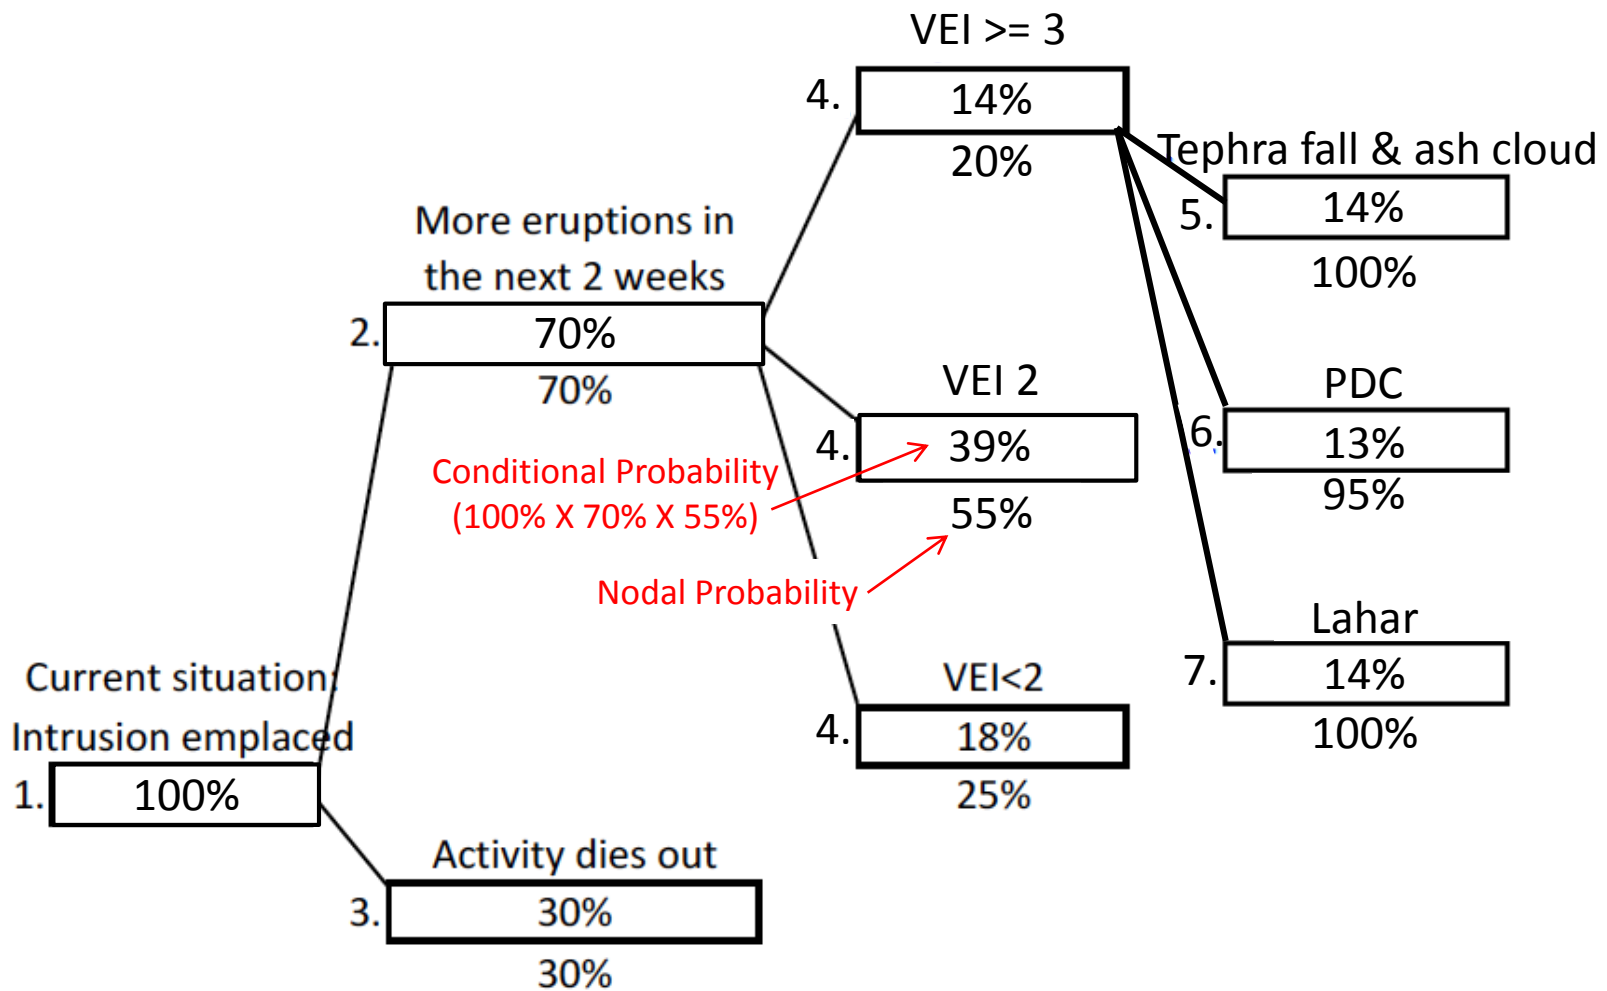 VEI >= 3
4.
14%
20%
Tephra fall & ash cloud
5.
14%
100%
More eruptions in
the next 2 weeks
2.
70%
70%
VEI 2
4.
39%
55%
Conditional Probability
(100% X 70% X 55%)
Nodal Probability
PDC
6.
13%
95%
Lahar
7.
14%
100%
VEI<2
4.
18%
25%
Current situation:
Intrusion emplaced
1.
100%
Activity dies out
3.
30%
30%